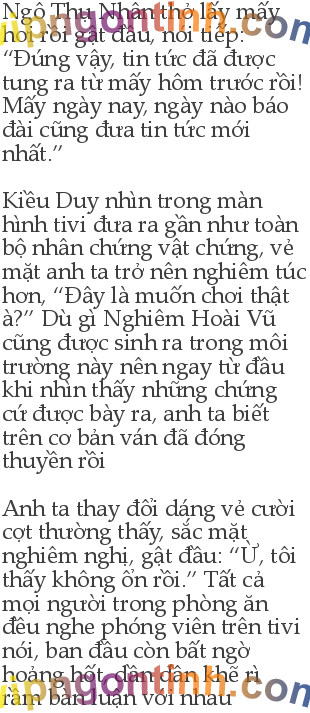 Ngô Thu Nhân thở lấy mấy
hơi rồi gật đầu, nói tiếp:
“Đúng vậy, tin tức đã được
tung ra từ mấy hôm trước rồi!
Mấy ngày nay, ngày nào báo
đài cũng đưa tin tức mới
nhất.”
Kiều Duy nhìn trong màn
hình tivi đưa ra gần như toàn
bộ nhân chứng vật chứng, vẻ
mặt anh ta trở nên nghiêm túc
hơn, “Đây là muốn chơi thật
à?” Dù gì Nghiêm Hoài Vũ
cũng được sinh ra trong môi
trường này nên ngay từ đầu
khi nhìn thấy những chứng
cứ được bày ra, anh ta biết
trên cơ bản ván đã đóng
thuyền rồi
Anh ta thay đổi dáng vẻ cười
cợt thường thấy, sắc mặt
nghiêm nghị, gật đầu: “Ừ, tôi
thấy không ổn rồi.” Tất cả
mọi người trong phòng ăn
đều nghe phóng viên trên tivi
nói, ban đầu còn bất ngờ
hoảng hốt, dần dần khẽ rì
rầm bàn luận với nhau
vipngontinh.com
vipngontinh.com